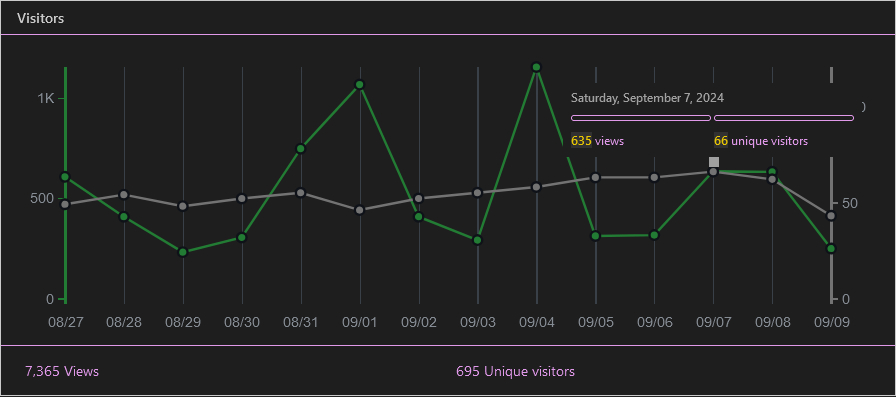 Visitors
1K
500
0
Saturday, September 7, 2024
635 views
66 unique visitors
0
50
0
08/27 08/28 08/29 08/30 08/31 09/01 09/02 09/03 09/04 09/05 09/06 09/07 09/08 09/09
7,365 Views
695 Unique visitors